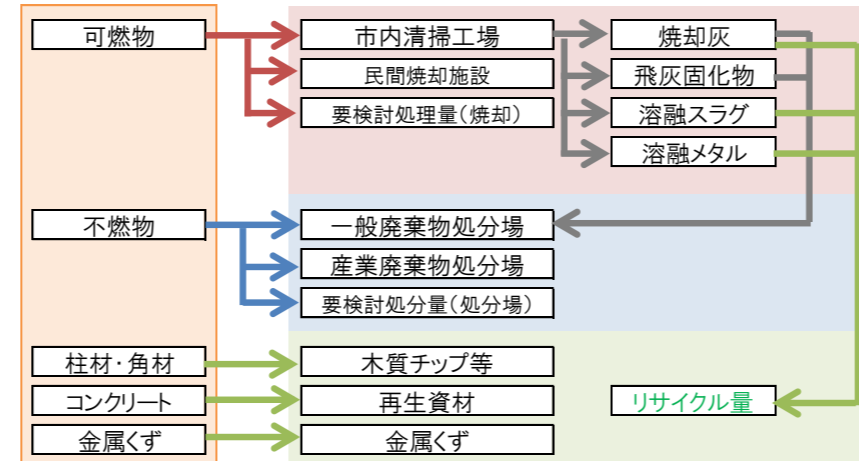 可燃物
市内清掃工場
焼却灰
民間焼却施設
飛灰固化物
要検討処理量(焼却)
溶融スラグ
溶融メタル
不燃物
一般廃棄物処分場
産業廃棄物処分場
要検討処分量(処分場)
柱材・角材
木質チップ等
コンクリート
再生資材
リサイクル量
金属くず
金属くず